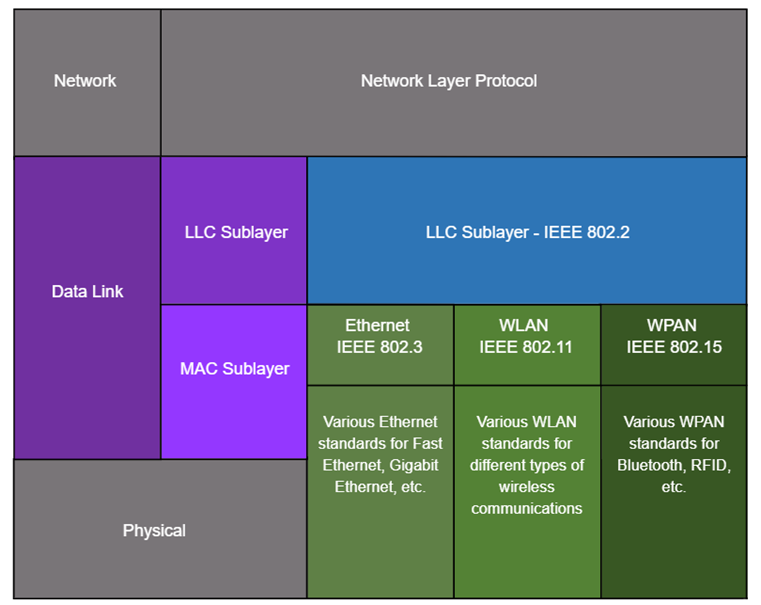 Network
Network Layer Protocol
Data Link
LLC Sublayer
LLC Sublayer - IEEE 802.2
MAC Sublayer
Ethernet
IEEE 802.3
WLAN
IEEE 802.11
WPAN
IEEE 802.15
Various Ethernet
standards for Fast
Ethernet, Gigabit
Ethernet, etc.
Various WLAN
standards for
different types of
wireless
communications
Various WPAN
standards for
Bluetooth, RFID,
etc.
Physical